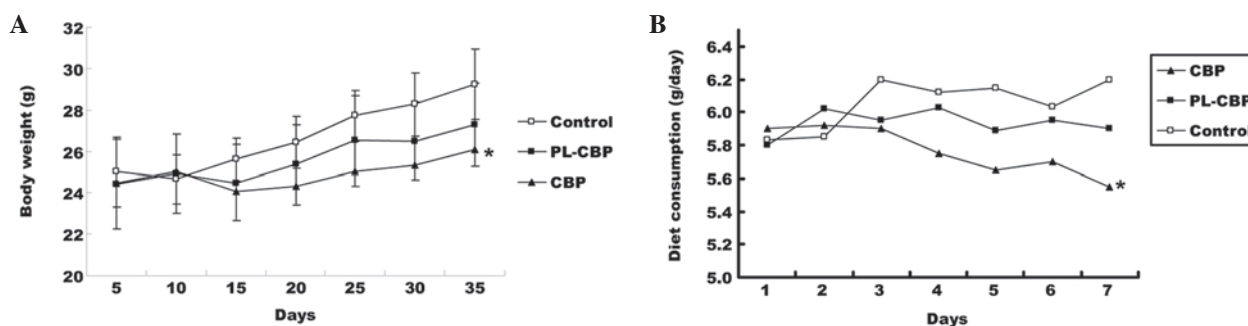 A
Body weight (g)
32
30
28
26
24
22
20
5 10 15 20 25 30 35
Days
Control
PL-CBP
CBP
*
B
Diet consumption (g/day)
6.4
6.2
6.0
5.8
5.6
5.4
5.2
5.0
1 2 3 4 5 6 7
Days
*
CBP
PL-CBP
Control